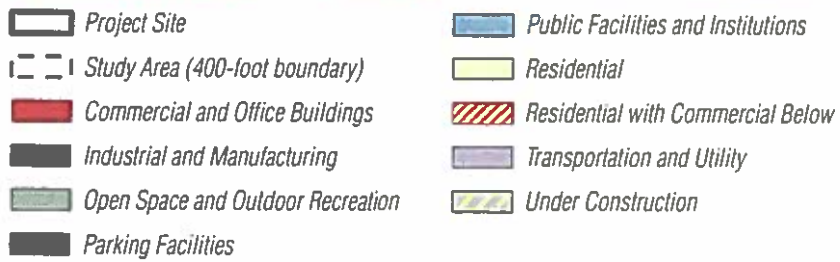 Project Site
Study Area (400-foot boundary)
Commercial and Office Buildings
Industrial and Manufacturing
Open Space and Outdoor Recreation
Parking Facilities
Public Facilities and Institutions
Residential
Residential with Commercial Below
Transportation and Utility
Under Construction